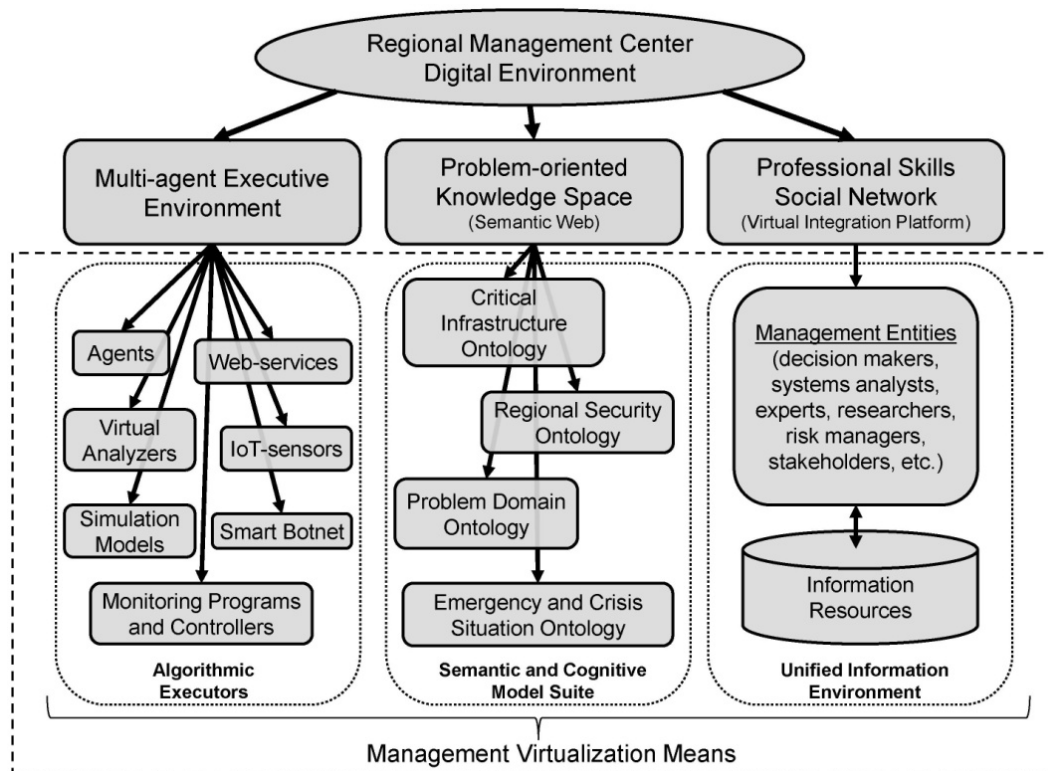 Regional Management Center
Digital Environment
Multi-agent Executive
Environment
Problem-oriented
Knowledge Space
(Semantic Web)
Professional Skills
Social Network
(Virtual Integration Platform)
Agents
Web-services
Virtual
Analyzers
IoT-sensors
Simulation
Models
Smart Botnet
Monitoring Programs
and Controllers
Algorithmic
Executors
Critical
Infrastructure
Ontology
Regional Security
Ontology
Problem Domain
Ontology
Emergency and Crisis
Situation Ontology
Semantic and Cognitive
Model Suite
Management Entities
(decision makers,
systems analysts,
experts, researchers,
risk managers,
stakeholders, etc.)
Information
Resources
Unified Information
Environment
Management Virtualization Means